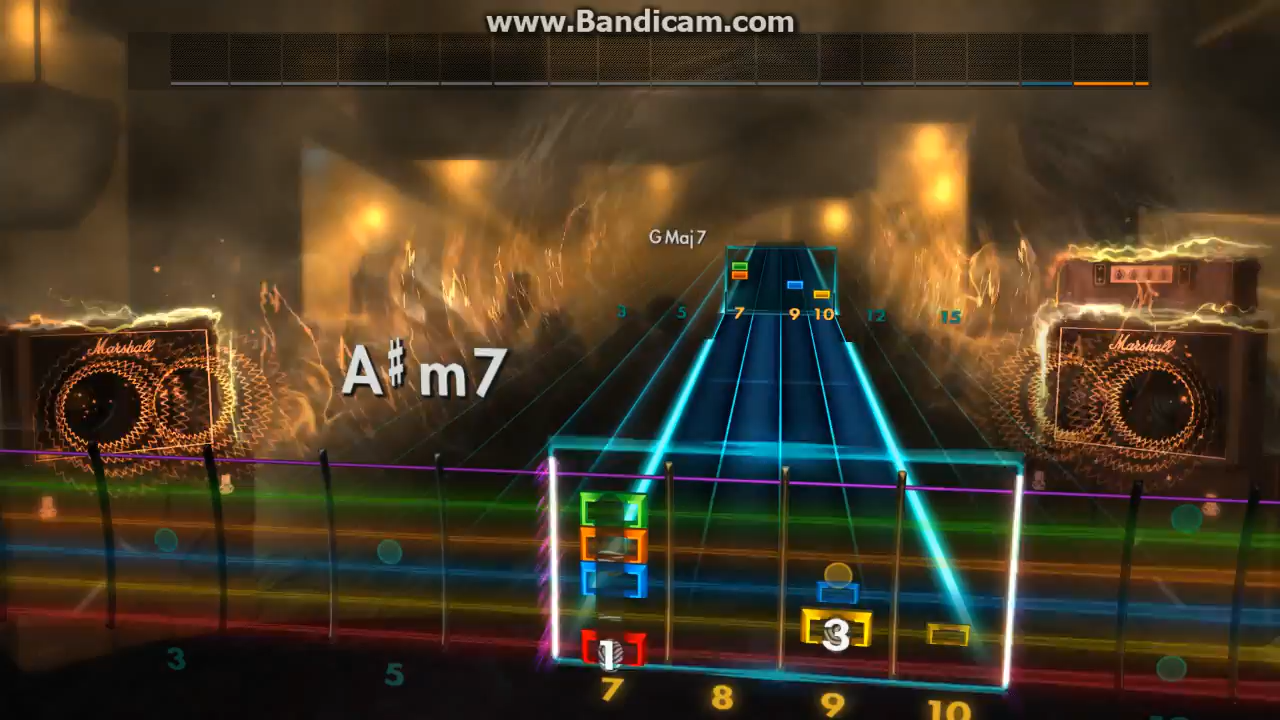 www.Bandicam.com
GMaj7
3 5 7 9 10 12 15
A♯m7
Marshall
Marshall
1
3
3 5 7 8 9 10